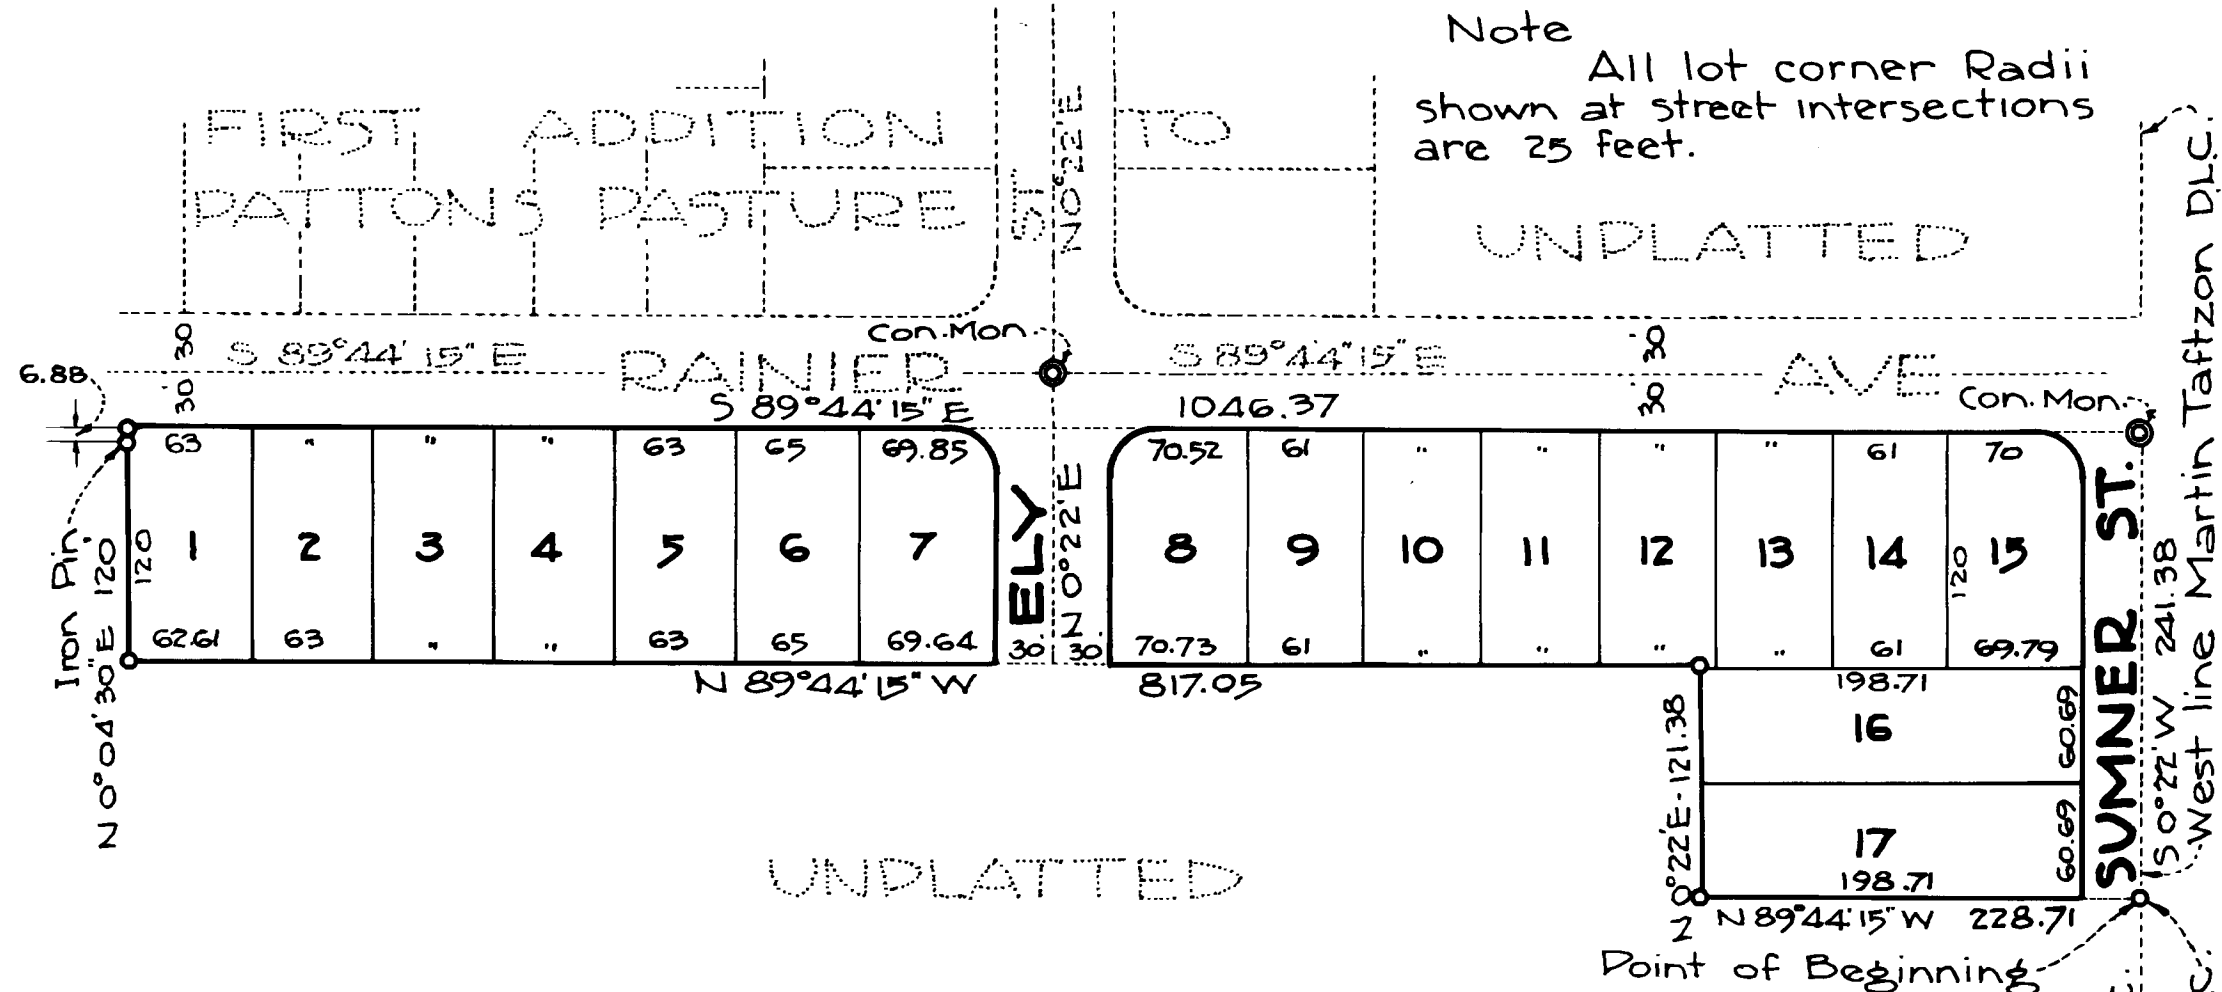 Note
All lot corner Radii
shown at street intersections
are 25 feet.
FIRST ADDITION TO
PATTONS PASTURE
UNPLATTED
ST.
N 0°22'E
West line Martin Taftzon D.L.C.
Con. Mon.
30
30
S 89°44' 15" E
RAINIER
S 89°44" 15" E
30
30
AVE
Con. Mon.
6.88
S 89°44' 15" E
1046.37
63
"
"
"
63
65
69.85
70.52
61
"
"
"
"
61
70
Iron Pin
N 0°04'30" E 120'
120
1
2
3
4
5
6
7
ELY
N 0°22'E
8
9
10
11
12
13
14
120
15
SUMNER ST.
S 0°22' W 241.38
62.61
63
"
"
63
65
69.64
30.
30.
70.73
61
"
"
"
"
61
69.79
N 89°44' 15" W
817.05
198.71
16
60.69
N 0°22'E - 121.38
17
60.69
198.71
UNPLATTED
N 89°44' 15" W 228.71
Point of Beginning